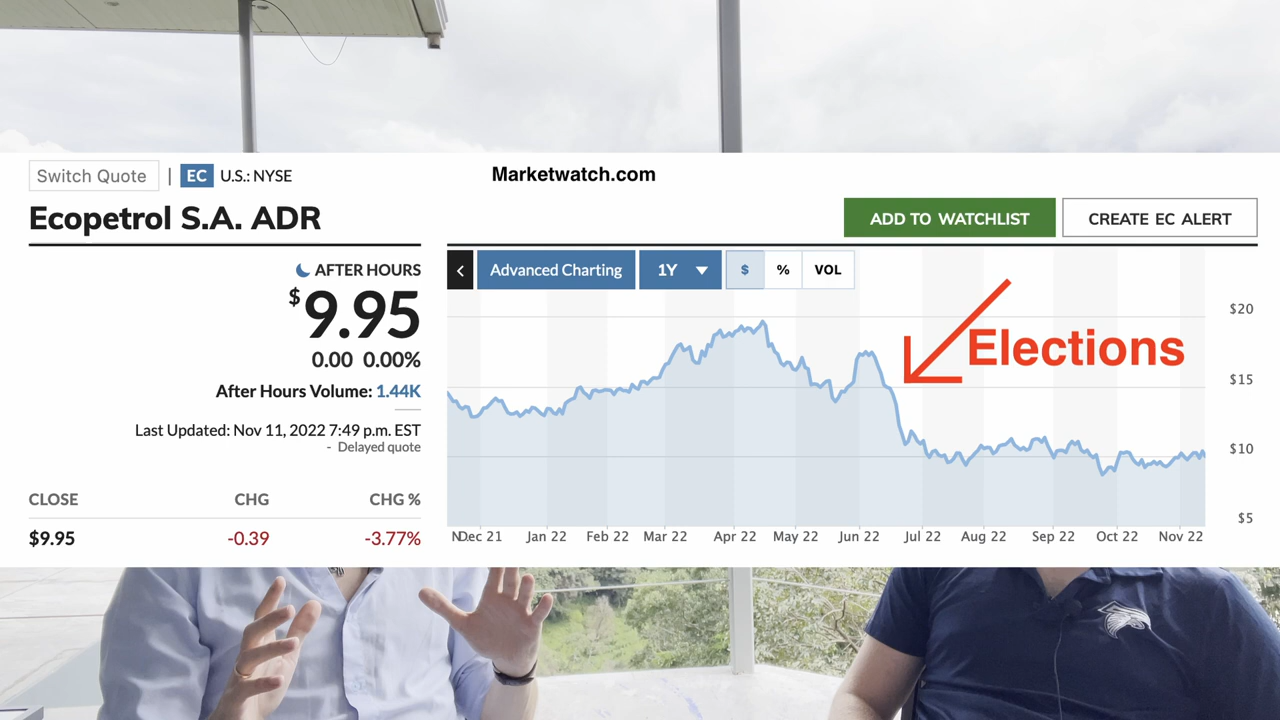 Switch Quote | EC U.S.: NYSE
Marketwatch.com
Ecopetrol S.A. ADR
ADD TO WATCHLIST CREATE EC ALERT
AFTER HOURS
$9.95
0.00 0.00%
After Hours Volume: 1.44K
Last Updated: Nov 11, 2022 7:49 p.m. EST
- Delayed quote
CLOSE CHG CHG %
$9.95 -0.39 -3.77%
< Advanced Charting 1Y $ % VOL
Elections
$20
$15
$10
$5
Dec 21 Jan 22 Feb 22 Mar 22 Apr 22 May 22 Jun 22 Jul 22 Aug 22 Sep 22 Oct 22 Nov 22